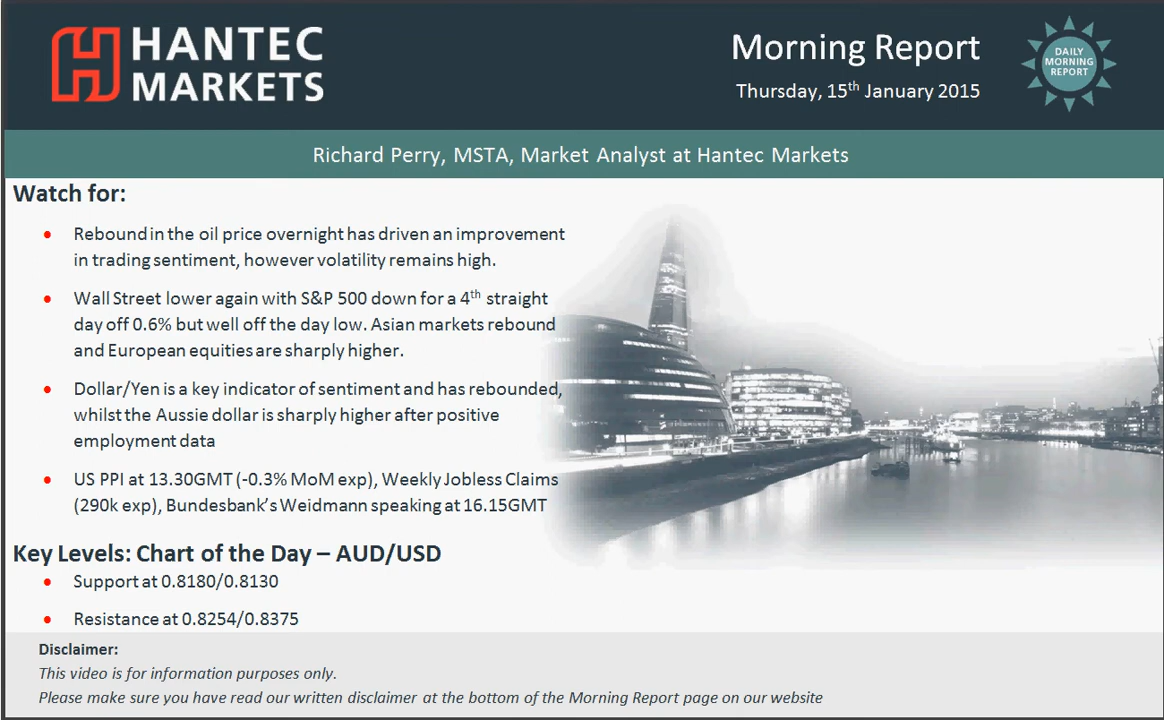 HANTEC
MARKETS
Morning Report
Thursday, 15th January 2015
DAILY
MORNING
REPORT
Richard Perry, MSTA, Market Analyst at Hantec Markets
Watch for:
• Rebound in the oil price overnight has driven an improvement
in trading sentiment, however volatility remains high.
• Wall Street lower again with S&P 500 down for a 4th straight
day off 0.6% but well off the day low. Asian markets rebound
and European equities are sharply higher.
• Dollar/Yen is a key indicator of sentiment and has rebounded,
whilst the Aussie dollar is sharply higher after positive
employment data
• US PPI at 13.30GMT (-0.3% MoM exp), Weekly Jobless Claims
(290k exp), Bundesbank's Weidmann speaking at 16.15GMT
Key Levels: Chart of the Day – AUD/USD
• Support at 0.8180/0.8130
• Resistance at 0.8254/0.8375
Disclaimer:
This video is for information purposes only.
Please make sure you have read our written disclaimer at the bottom of the Morning Report page on our website